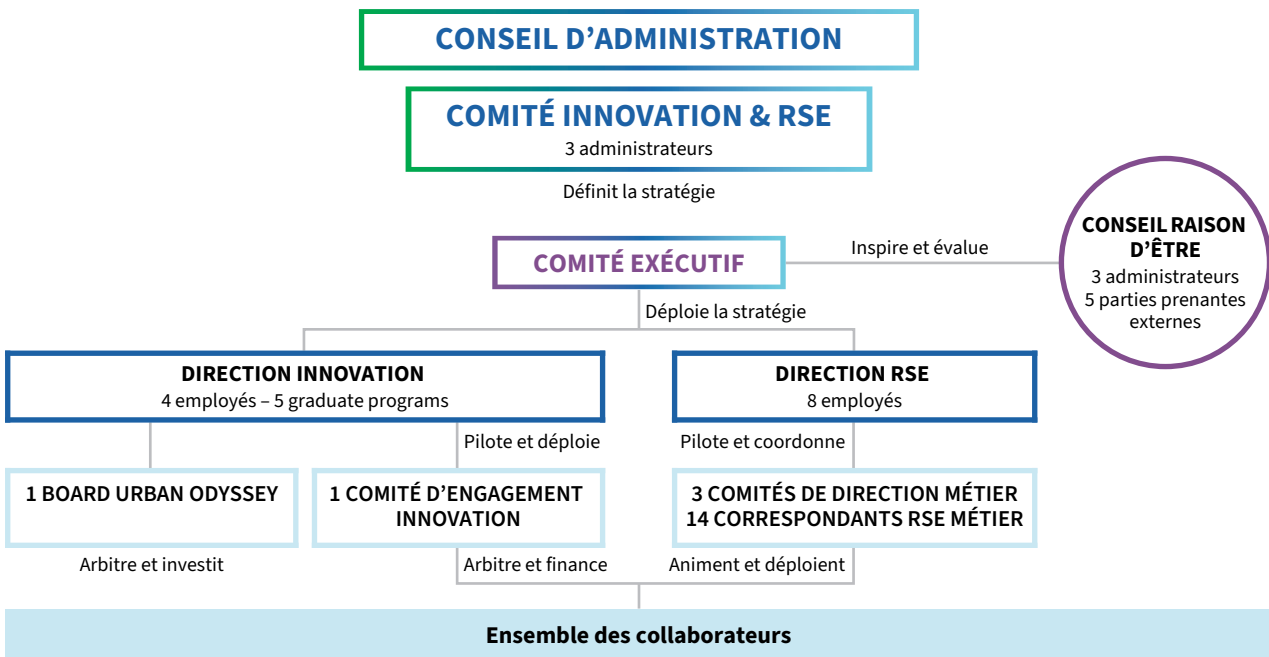 CONSEIL D’ADMINISTRATION
COMITÉ INNOVATION & RSE
3 administrateurs
Définit la stratégie
COMITÉ EXÉCUTIF
Inspire et évalue
CONSEIL RAISON
D’ÊTRE
3 administrateurs
5 parties prenantes
externes
Déploie la stratégie
DIRECTION INNOVATION
4 employés – 5 graduate programs
DIRECTION RSE
8 employés
Pilote et déploie
Pilote et coordonne
1 BOARD URBAN ODYSSEY
1 COMITÉ D’ENGAGEMENT
INNOVATION
3 COMITÉS DE DIRECTION MÉTIER
14 CORRESPONDANTS RSE MÉTIER
Arbitre et investit
Arbitre et finance
Animent et déploient
Ensemble des collaborateurs